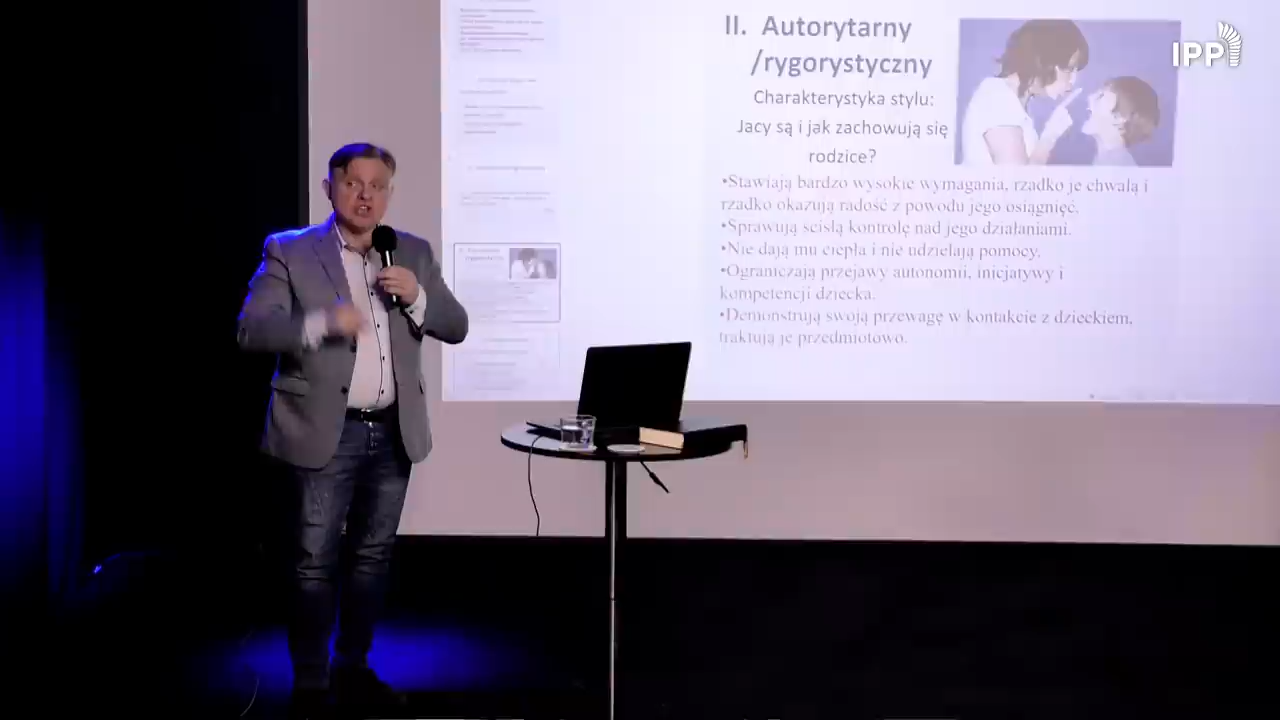 II. Autorytarny
/rygorystyczny
Charakterystyka stylu:
Jacy są i jak zachowują się
rodzice?
•Stawiają bardzo wysokie wymagania, rzadko je chwalą i
rzadko okazują radość z powodu jego osiągnięć.
•Sprawują ścisłą kontrolę nad jego działaniami.
•Nie dają mu ciepła i nie udzielają pomocy.
•Ograniczają przejawy autonomii, inicjatywy i
kompetencji dziecka.
•Demonstrują swoją przewagę w kontakcie z dzieckiem,
traktują je przedmiotowo.
IPPI